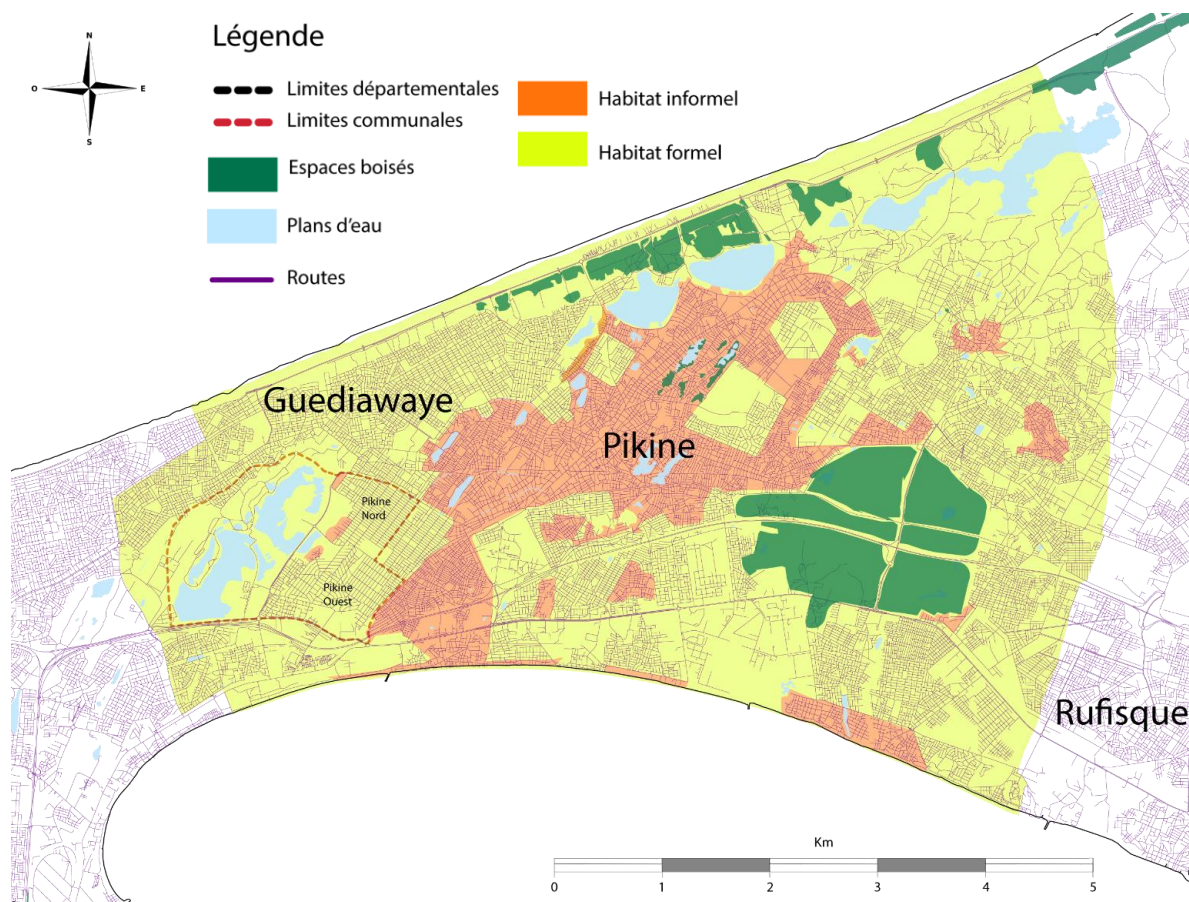 Légende
N
O
E
S
Limites départementales
Limites communales
Espaces boisés
Plans d'eau
Routes
Habitat informel
Habitat formel
Guediawaye
Pikine
Pikine
Nord
Pikine
Ouest
Rufisque
Km
0
1
2
3
4
5